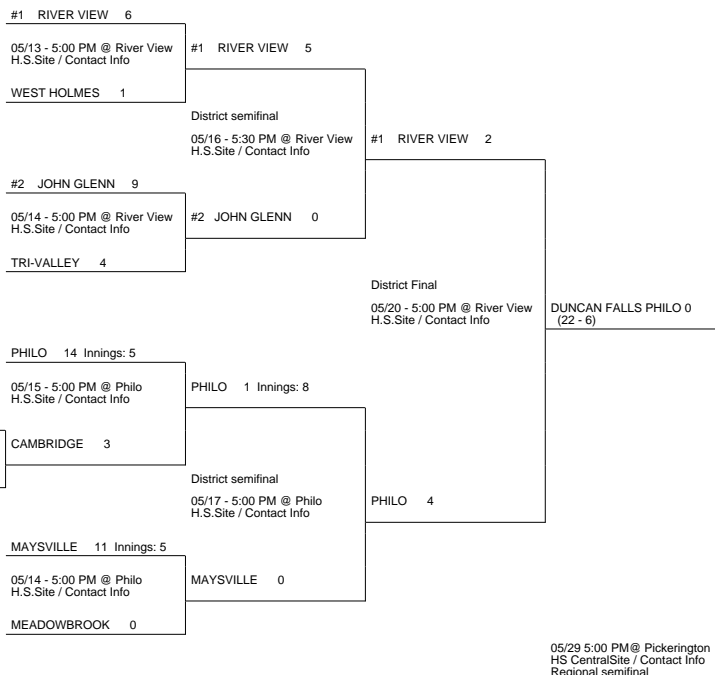 #1 RIVER VIEW 6
05/13 - 5:00 PM @ River View
H.S.Site / Contact Info
WEST HOLMES 1
#1 RIVER VIEW 5
District semifinal
05/16 - 5:30 PM @ River View
H.S.Site / Contact Info
#2 JOHN GLENN 9
05/14 - 5:00 PM @ River View
H.S.Site / Contact Info
TRI-VALLEY 4
#2 JOHN GLENN 0
#1 RIVER VIEW 2
District Final
05/20 - 5:00 PM @ River View
H.S.Site / Contact Info
DUNCAN FALLS PHILO 0
(22 - 6)
PHILO 14 Innings: 5
05/15 - 5:00 PM @ Philo
H.S.Site / Contact Info
CAMBRIDGE 3
PHILO 1 Innings: 8
District semifinal
05/17 - 5:00 PM @ Philo
H.S.Site / Contact Info
PHILO 4
MAYSVILLE 11 Innings: 5
05/14 - 5:00 PM @ Philo
H.S.Site / Contact Info
MEADOWBROOK 0
MAYSVILLE 0
05/29 5:00 PM@ Pickerington
HS CentralSite / Contact Info
Regional semifinal